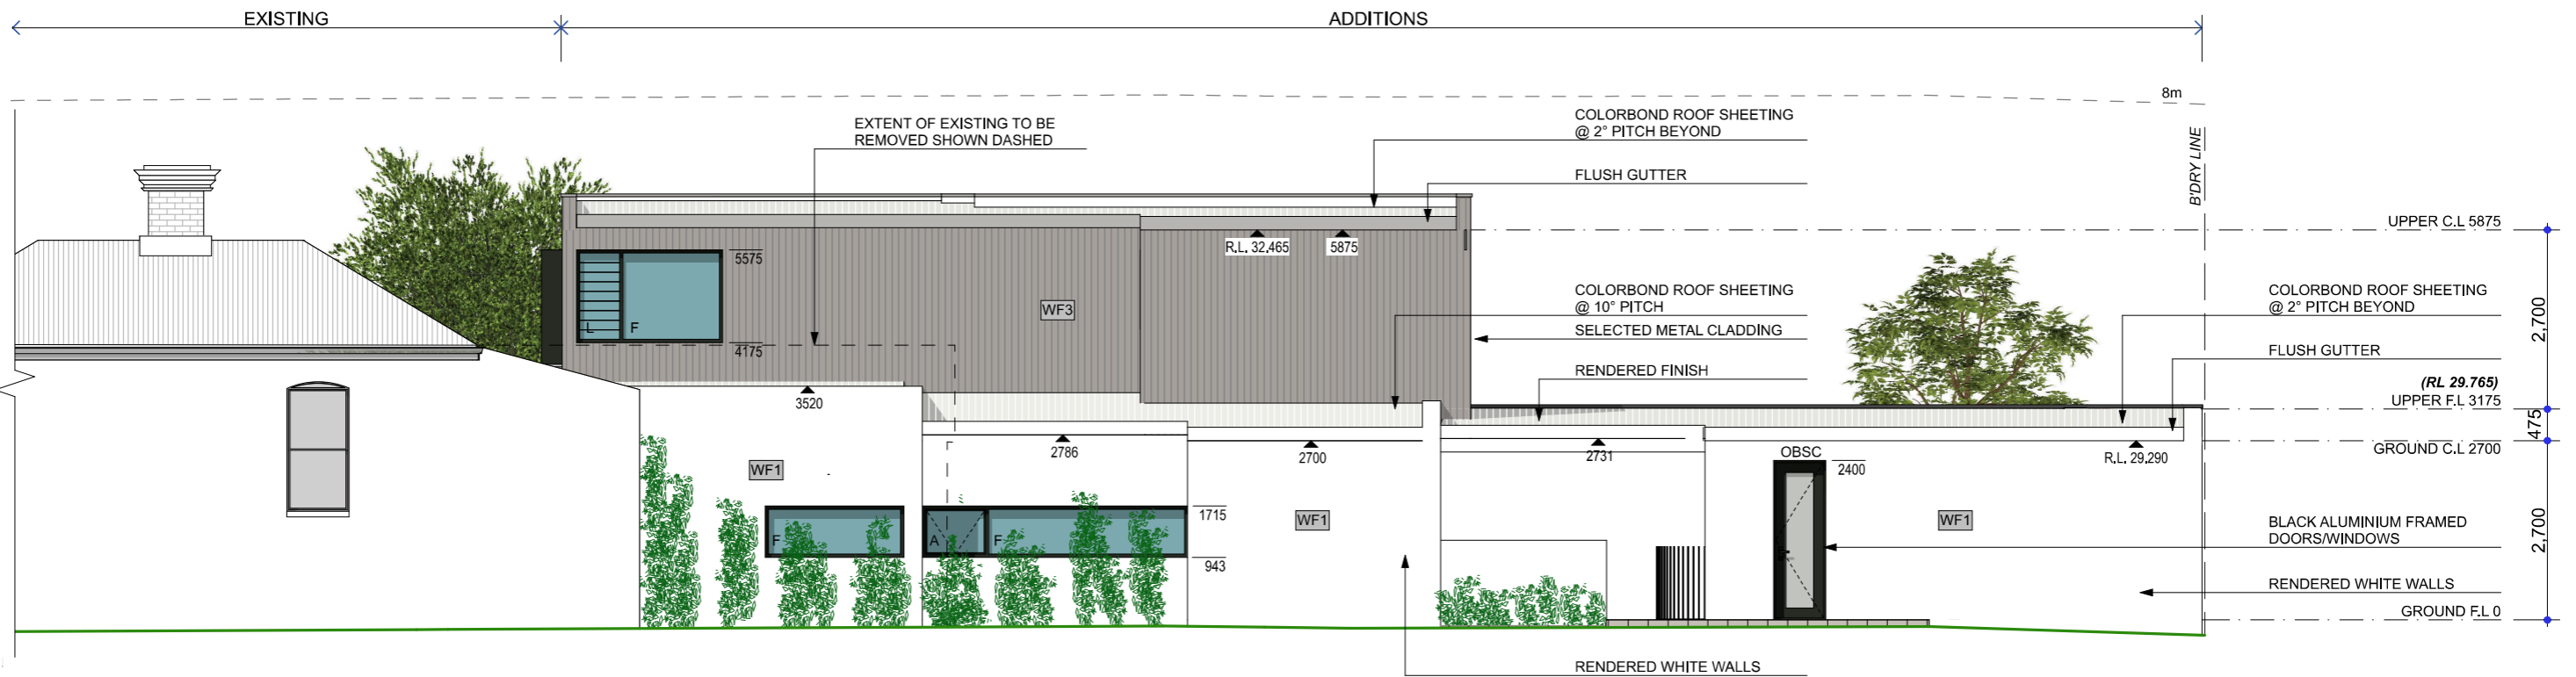 EXISTING
ADDITIONS
8m
B'DRY LINE
EXTENT OF EXISTING TO BE
REMOVED SHOWN DASHED
COLORBOND ROOF SHEETING
@ 2° PITCH BEYOND
FLUSH GUTTER
UPPER C.L 5875
R.L. 32,465
5875
5575
L
F
4175
WF3
COLORBOND ROOF SHEETING
@ 10° PITCH
SELECTED METAL CLADDING
RENDERED FINISH
COLORBOND ROOF SHEETING
@ 2° PITCH BEYOND
FLUSH GUTTER
2,700
(RL 29.765)
UPPER F.L 3175
475
GROUND C.L 2700
3520
2786
2700
2731
R.L. 29,290
OBSC
2400
WF1
WF1
WF1
1715
943
F
A
F
BLACK ALUMINIUM FRAMED
DOORS/WINDOWS
2,700
RENDERED WHITE WALLS
GROUND F.L 0
RENDERED WHITE WALLS